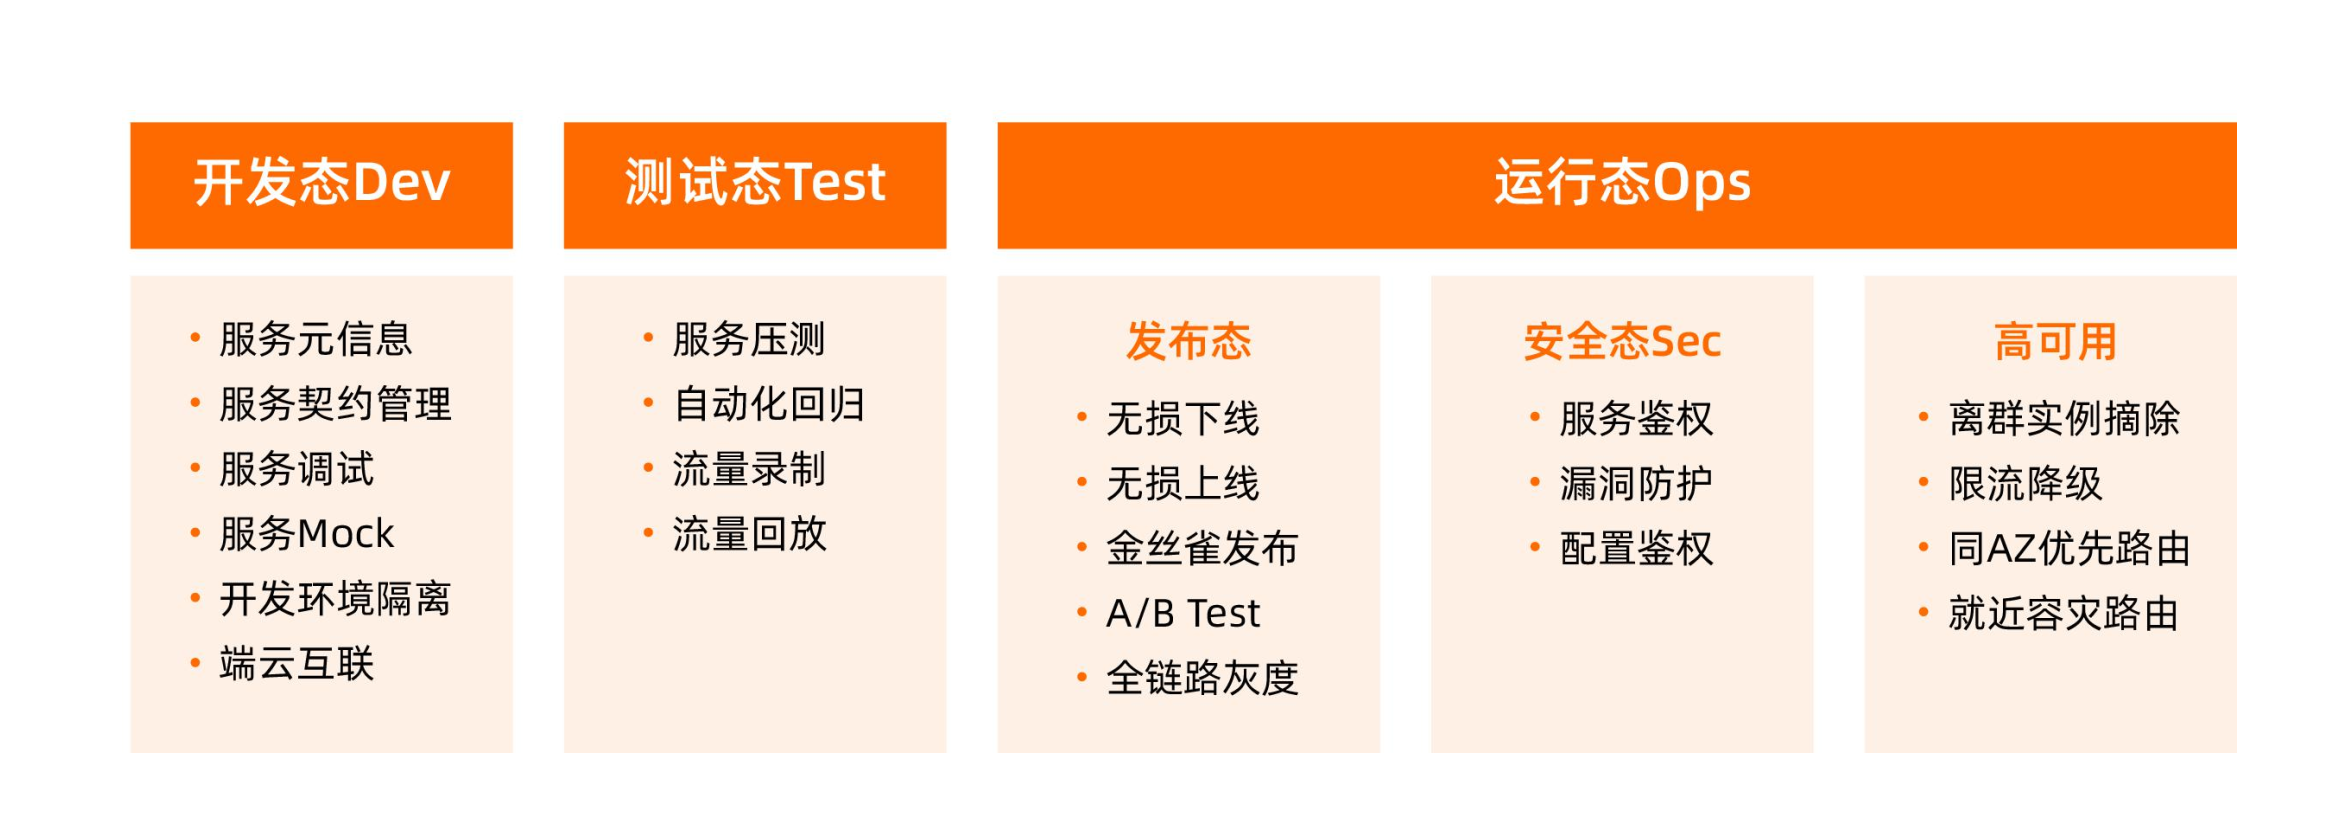 开发态Dev
• 服务元信息
• 服务契约管理
• 服务调试
• 服务Mock
• 开发环境隔离
• 端云互联
测试态Test
• 服务压测
• 自动化回归
• 流量录制
• 流量回放
运行态Ops
发布态
• 无损下线
• 无损上线
• 金丝雀发布
• A/B Test
• 全链路灰度
安全态Sec
• 服务鉴权
• 漏洞防护
• 配置鉴权
高可用
• 离群实例摘除
• 限流降级
• 同AZ优先路由
• 就近容灾路由